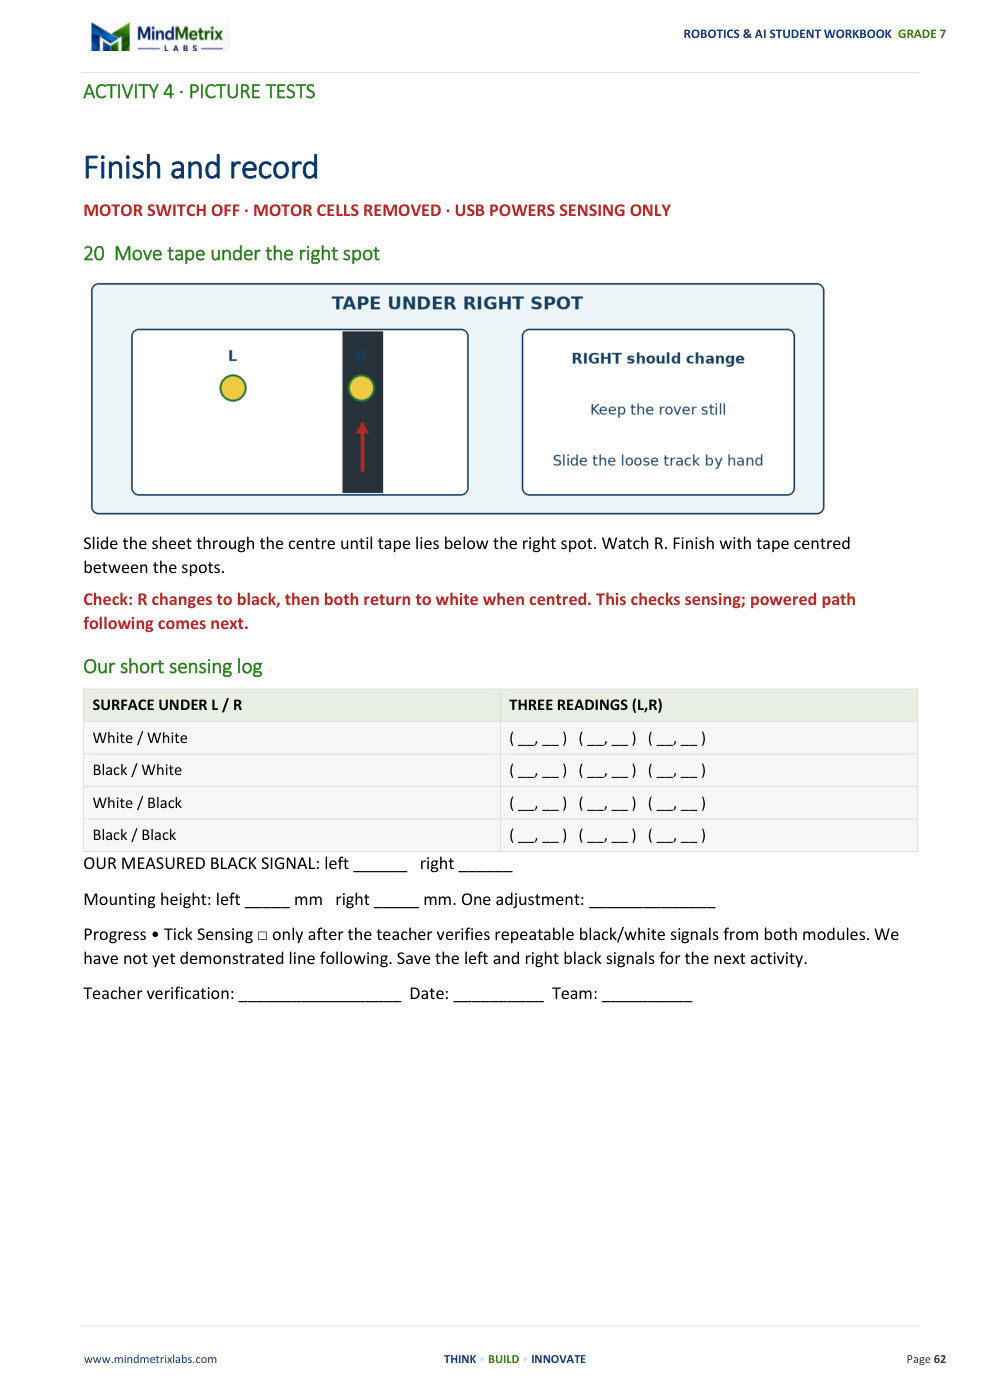 MindMetrix
LABS
ROBOTICS & AI STUDENT WORKBOOK GRADE 7
ACTIVITY 4 · PICTURE TESTS
Finish and record
MOTOR SWITCH OFF · MOTOR CELLS REMOVED · USB POWERS SENSING ONLY
20 Move tape under the right spot
TAPE UNDER RIGHT SPOT
L
R
RIGHT should change
Keep the rover still
Slide the loose track by hand
Slide the sheet through the centre until tape lies below the right spot. Watch R. Finish with tape centred
between the spots.
Check: R changes to black, then both return to white when centred. This checks sensing; powered path
following comes next.
Our short sensing log
SURFACE UNDER L / R THREE READINGS (L,R)
White / White ( __, __ ) ( __, __ ) ( __, __ )
Black / White ( __, __ ) ( __, __ ) ( __, __ )
White / Black ( __, __ ) ( __, __ ) ( __, __ )
Black / Black ( __, __ ) ( __, __ ) ( __, __ )
OUR MEASURED BLACK SIGNAL: left ______ right ______
Mounting height: left _____ mm right _____ mm. One adjustment: ______________
Progress • Tick Sensing □ only after the teacher verifies repeatable black/white signals from both modules. We
have not yet demonstrated line following. Save the left and right black signals for the next activity.
Teacher verification: __________________ Date: __________ Team: __________
www.mindmetrixlabs.com THINK • BUILD • INNOVATE Page 62